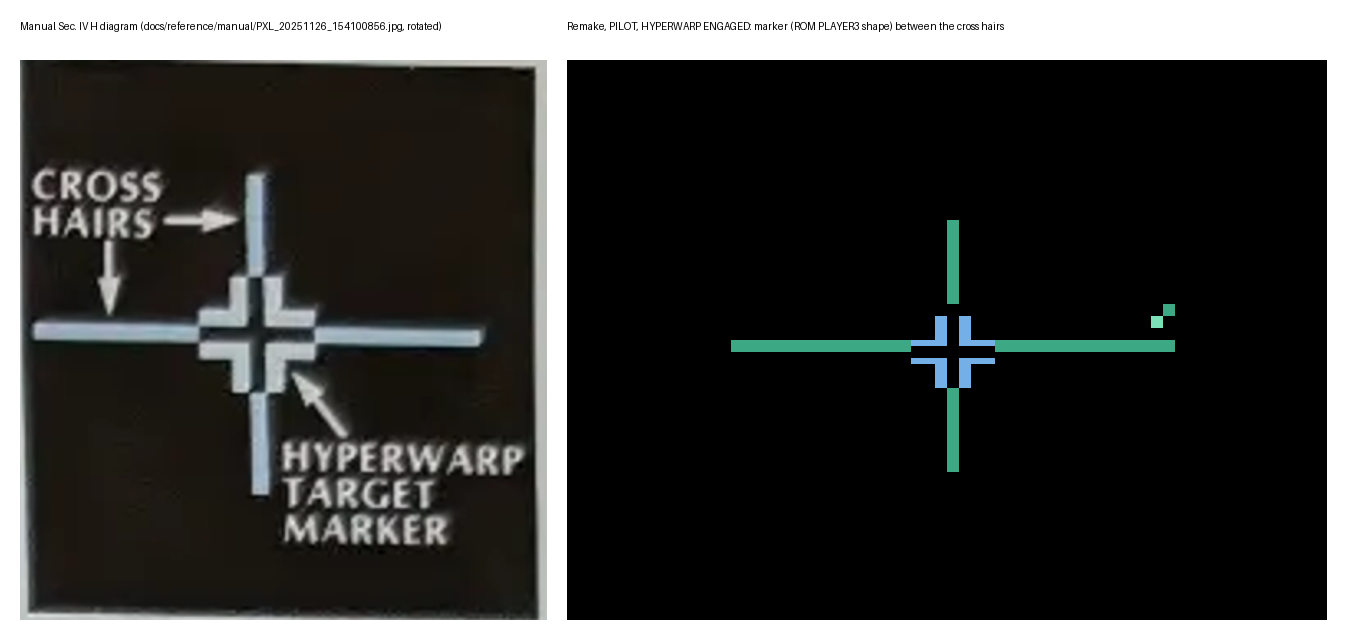 Manual Sec. IV H diagram (docs/reference/manual/PXL_20251126_154100856.jpg, rotated)
Remake, PILOT, HYPERWARP ENGAGED: marker (ROM PLAYER3 shape) between the cross hairs
CROSS
HAIRS
HYPERWARP
TARGET
MARKER